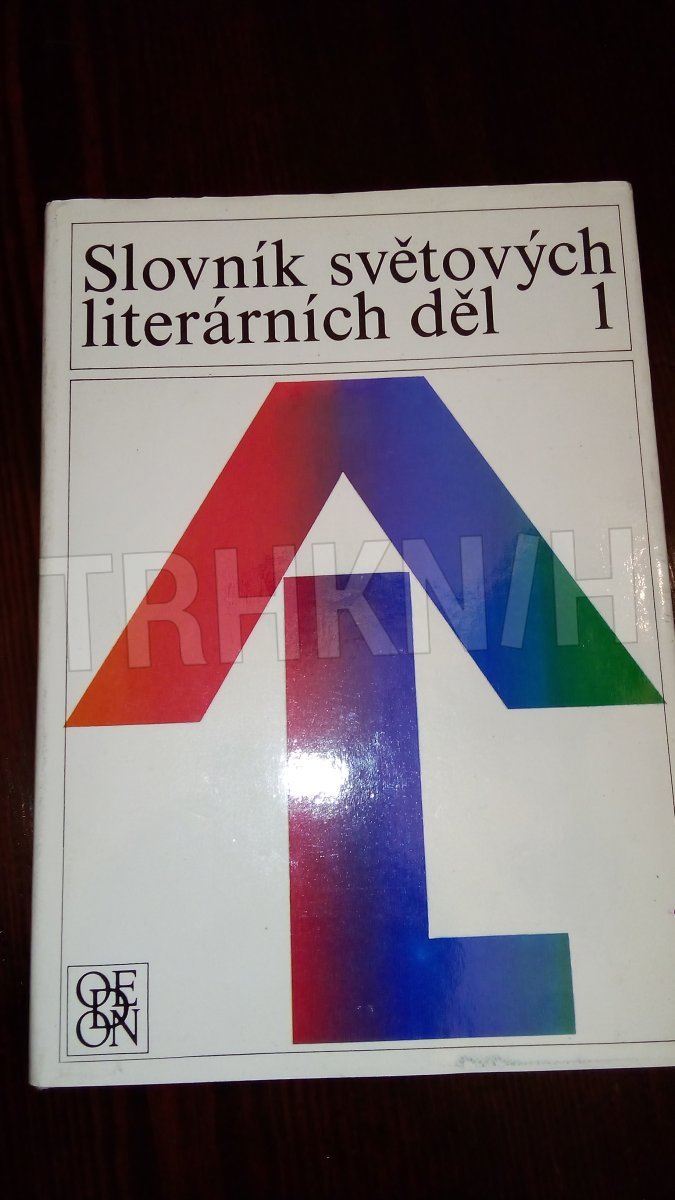 Slovník světových
literárních děl 1
TRHKNIH
ODEON